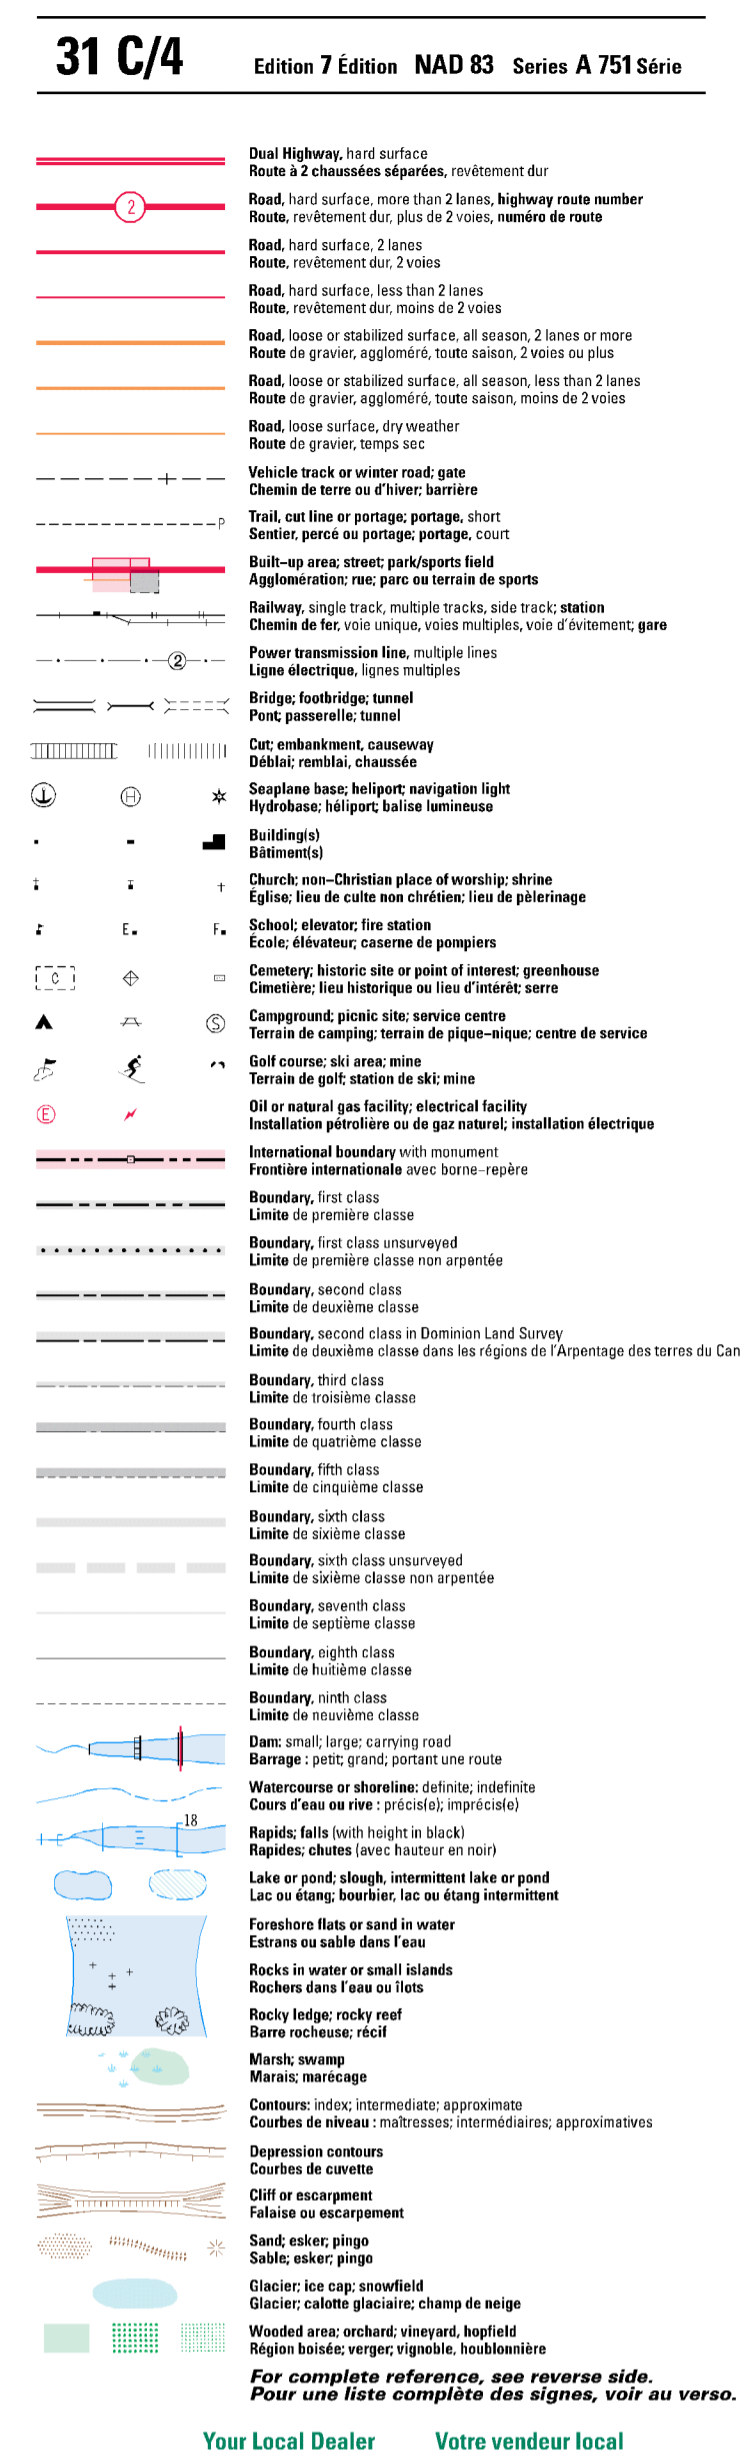 31 C/4 Edition 7 Édition NAD 83 Series A 751 Série
Dual Highway, hard surface
Route à 2 chaussées séparées, revêtement dur
2
Road, hard surface, more than 2 lanes, highway route number
Route, revêtement dur, plus de 2 voies, numéro de route
Road, hard surface, 2 lanes
Route, revêtement dur, 2 voies
Road, hard surface, less than 2 lanes
Route, revêtement dur, moins de 2 voies
Road, loose or stabilized surface, all season, 2 lanes or more
Route de gravier, aggloméré, toute saison, 2 voies ou plus
Road, loose or stabilized surface, all season, less than 2 lanes
Route de gravier, aggloméré, toute saison, moins de 2 voies
Road, loose surface, dry weather
Route de gravier, temps sec
Vehicle track or winter road; gate
Chemin de terre ou d'hiver; barrière
P
Trail, cut line or portage; portage, short
Sentier, percé ou portage; portage, court
Built-up area; street; park/sports field
Agglomération; rue; parc ou terrain de sports
Railway, single track, multiple tracks, side track; station
Chemin de fer, voie unique, voies multiples, voie d'évitement; gare
2
Power transmission line, multiple lines
Ligne électrique, lignes multiples
Bridge; footbridge; tunnel
Pont; passerelle; tunnel
Cut; embankment, causeway
Déblai; remblai, chaussée
H
Seaplane base; heliport; navigation light
Hydrobase; héliport; balise lumineuse
Building(s)
Bâtiment(s)
Church; non-Christian place of worship; shrine
Église; lieu de culte non chrétien; lieu de pèlerinage
E F
School; elevator; fire station
École; élévateur; caserne de pompiers
C
Cemetery; historic site or point of interest; greenhouse
Cimetière; lieu historique ou lieu d'intérêt; serre
S
Campground; picnic site; service centre
Terrain de camping; terrain de pique-nique; centre de service
Golf course; ski area; mine
Terrain de golf; station de ski; mine
E
Oil or natural gas facility; electrical facility
Installation pétrolière ou de gaz naturel; installation électrique
International boundary with monument
Frontière internationale avec borne-repère
Boundary, first class
Limite de première classe
Boundary, first class unsurveyed
Limite de première classe non arpentée
Boundary, second class
Limite de deuxième classe
Boundary, second class in Dominion Land Survey
Limite de deuxième classe dans les régions de l'Arpentage des terres du Can
Boundary, third class
Limite de troisième classe
Boundary, fourth class
Limite de quatrième classe
Boundary, fifth class
Limite de cinquième classe
Boundary, sixth class
Limite de sixième classe
Boundary, sixth class unsurveyed
Limite de sixième classe non arpentée
Boundary, seventh class
Limite de septième classe
Boundary, eighth class
Limite de huitième classe
Boundary, ninth class
Limite de neuvième classe
Dam: small; large; carrying road
Barrage : petit; grand; portant une route
Watercourse or shoreline: definite; indefinite
Cours d'eau ou rive : précis(e); imprécis(e)
18
Rapids; falls (with height in black)
Rapides; chutes (avec hauteur en noir)
Lake or pond; slough, intermittent lake or pond
Lac ou étang; bourbier, lac ou étang intermittent
Foreshore flats or sand in water
Estrans ou sable dans l'eau
Rocks in water or small islands
Rochers dans l'eau ou îlots
Rocky ledge; rocky reef
Barre rocheuse; récif
Marsh; swamp
Marais; marécage
Contours: index; intermediate; approximate
Courbes de niveau : maîtresses; intermédiaires; approximatives
Depression contours
Courbes de cuvette
Cliff or escarpment
Falaise ou escarpement
Sand; esker; pingo
Sable; esker; pingo
Glacier; ice cap; snowfield
Glacier; calotte glaciaire; champ de neige
Wooded area; orchard; vineyard, hopfield
Région boisée; verger; vignoble, houblonnière
For complete reference, see reverse side.
Pour une liste complète des signes, voir au verso.
Your Local Dealer Votre vendeur local